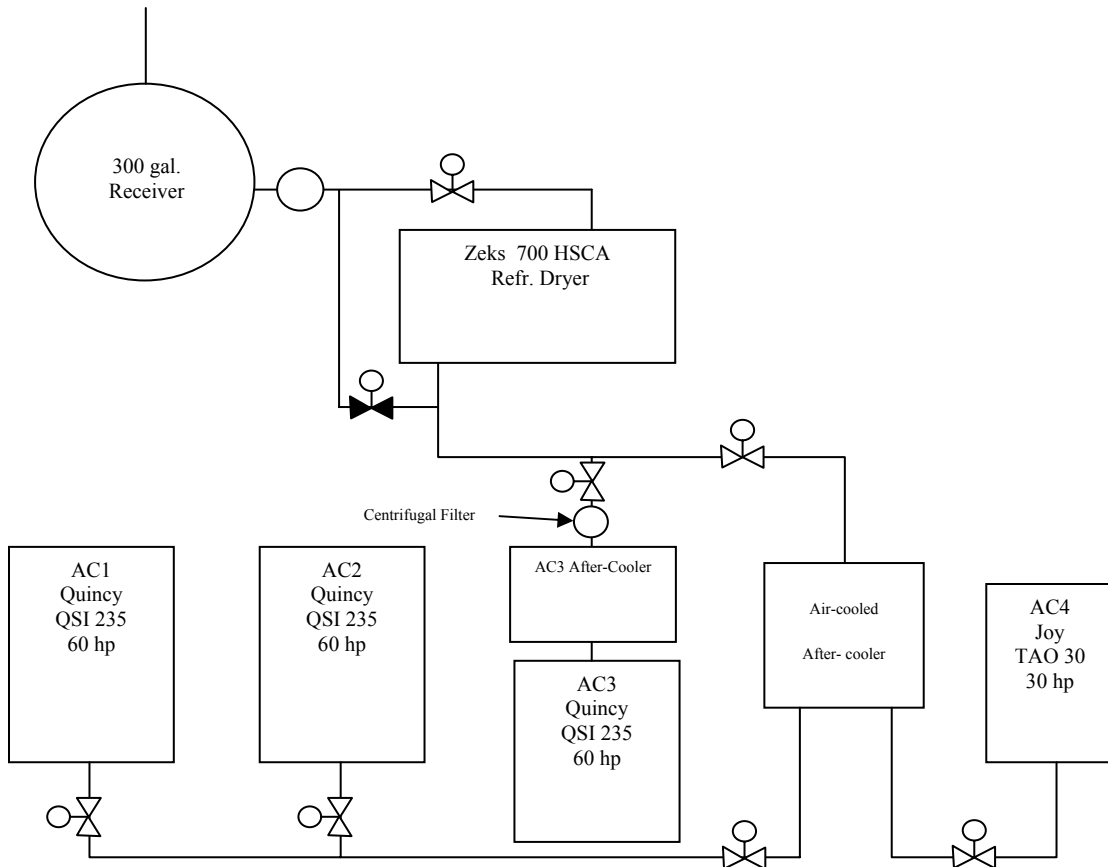 300 gal.
Receiver
Zeks 700 HSCA
Refr. Dryer
Centrifugal Filter
AC1
Quincy
QSI 235
60 hp
AC2
Quincy
QSI 235
60 hp
AC3 After-Cooler
AC3
Quincy
QSI 235
60 hp
Air-cooled
After- cooler
AC4
Joy
TAO 30
30 hp